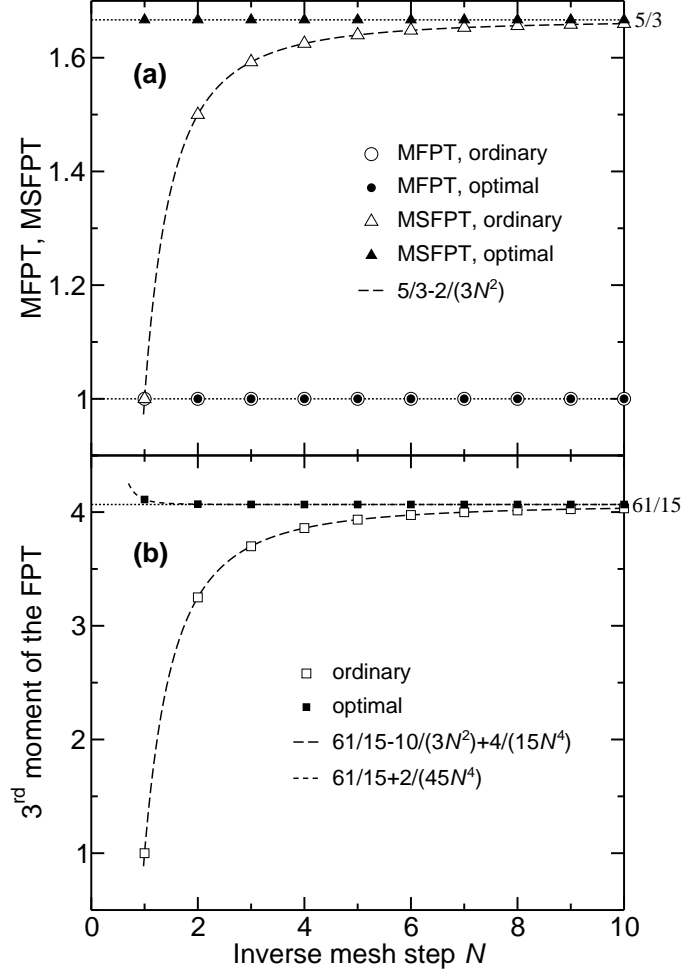 5/3
1.6
(a)
MFPT, ordinary
MFPT, optimal
MSFPT, ordinary
MSFPT, optimal
5/3-2/(3N²)
1.4
1.2
1
MFPT, MSFPT
61/15
4
(b)
3
ordinary
optimal
61/15-10/(3N²)+4/(15N⁴)
61/15+2/(45N⁴)
2
1
3ʳᵈ moment of the FPT
0 2 4 6 8 10
Inverse mesh step N